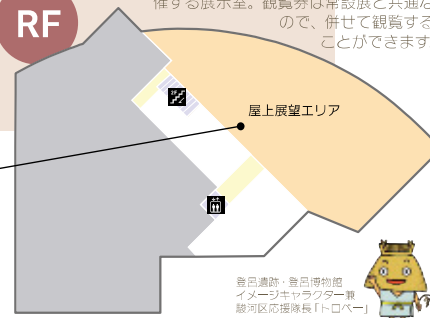 RF
催する展示室。観覧券は常設展と共通な
ので、併せて観覧する
ことができます
2F
屋上展望エリア
登呂遺跡・登呂博物館
イメージキャラクター兼
駿河区応援隊長「トロベー」